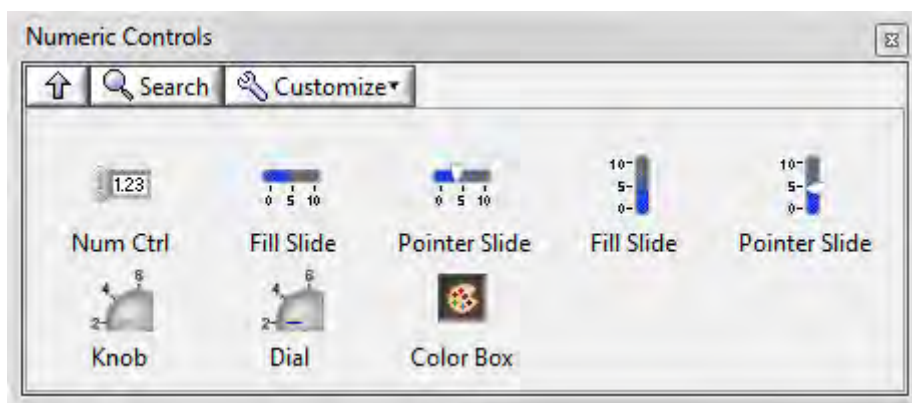 Numeric Controls
Search Customize
1.23
0 5 10
0 5 10
10
5
0
10
5
0
Num Ctrl Fill Slide Pointer Slide Fill Slide Pointer Slide
2 4 6
2 4 6
Knob Dial Color Box